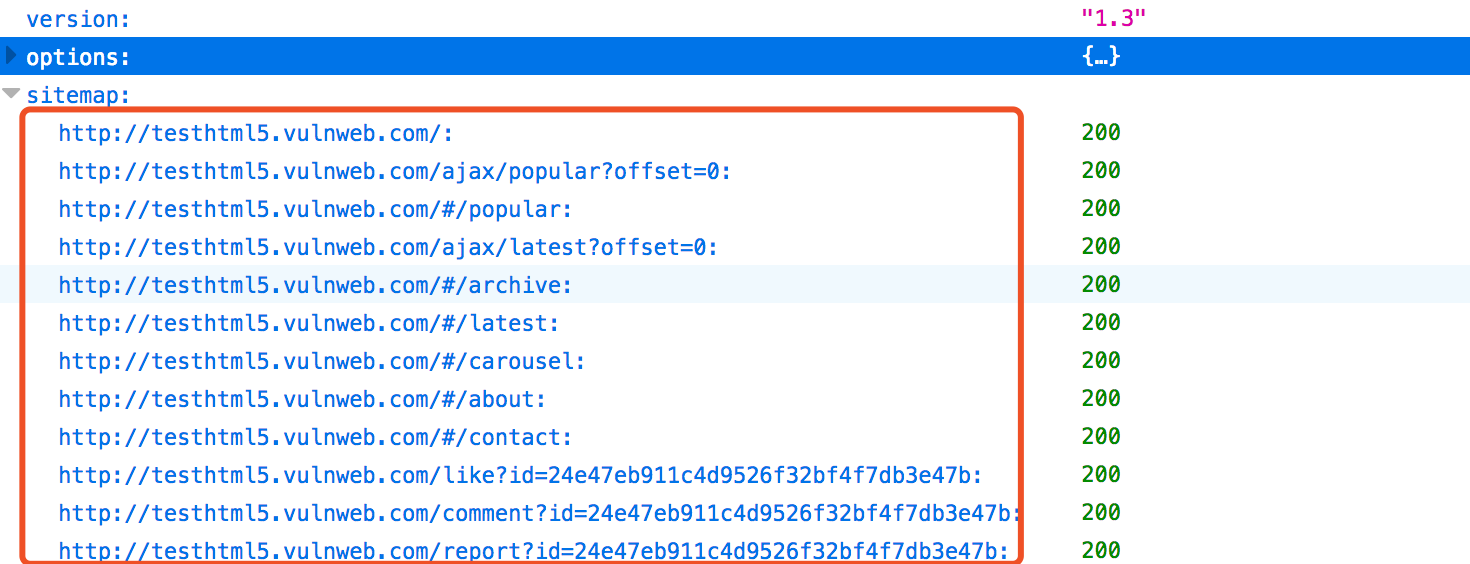 version: "1.3"
options: {…}
sitemap:
http://testhtml5.vulnweb.com/: 200
http://testhtml5.vulnweb.com/ajax/popular?offset=0: 200
http://testhtml5.vulnweb.com/#/popular: 200
http://testhtml5.vulnweb.com/ajax/latest?offset=0: 200
http://testhtml5.vulnweb.com/#/archive: 200
http://testhtml5.vulnweb.com/#/latest: 200
http://testhtml5.vulnweb.com/#/carousel: 200
http://testhtml5.vulnweb.com/#/about: 200
http://testhtml5.vulnweb.com/#/contact: 200
http://testhtml5.vulnweb.com/like?id=24e47eb911c4d9526f32bf4f7db3e47b: 200
http://testhtml5.vulnweb.com/comment?id=24e47eb911c4d9526f32bf4f7db3e47b: 200
http://testhtml5.vulnweb.com/report?id=24e47eb911c4d9526f32bf4f7db3e47b: 200